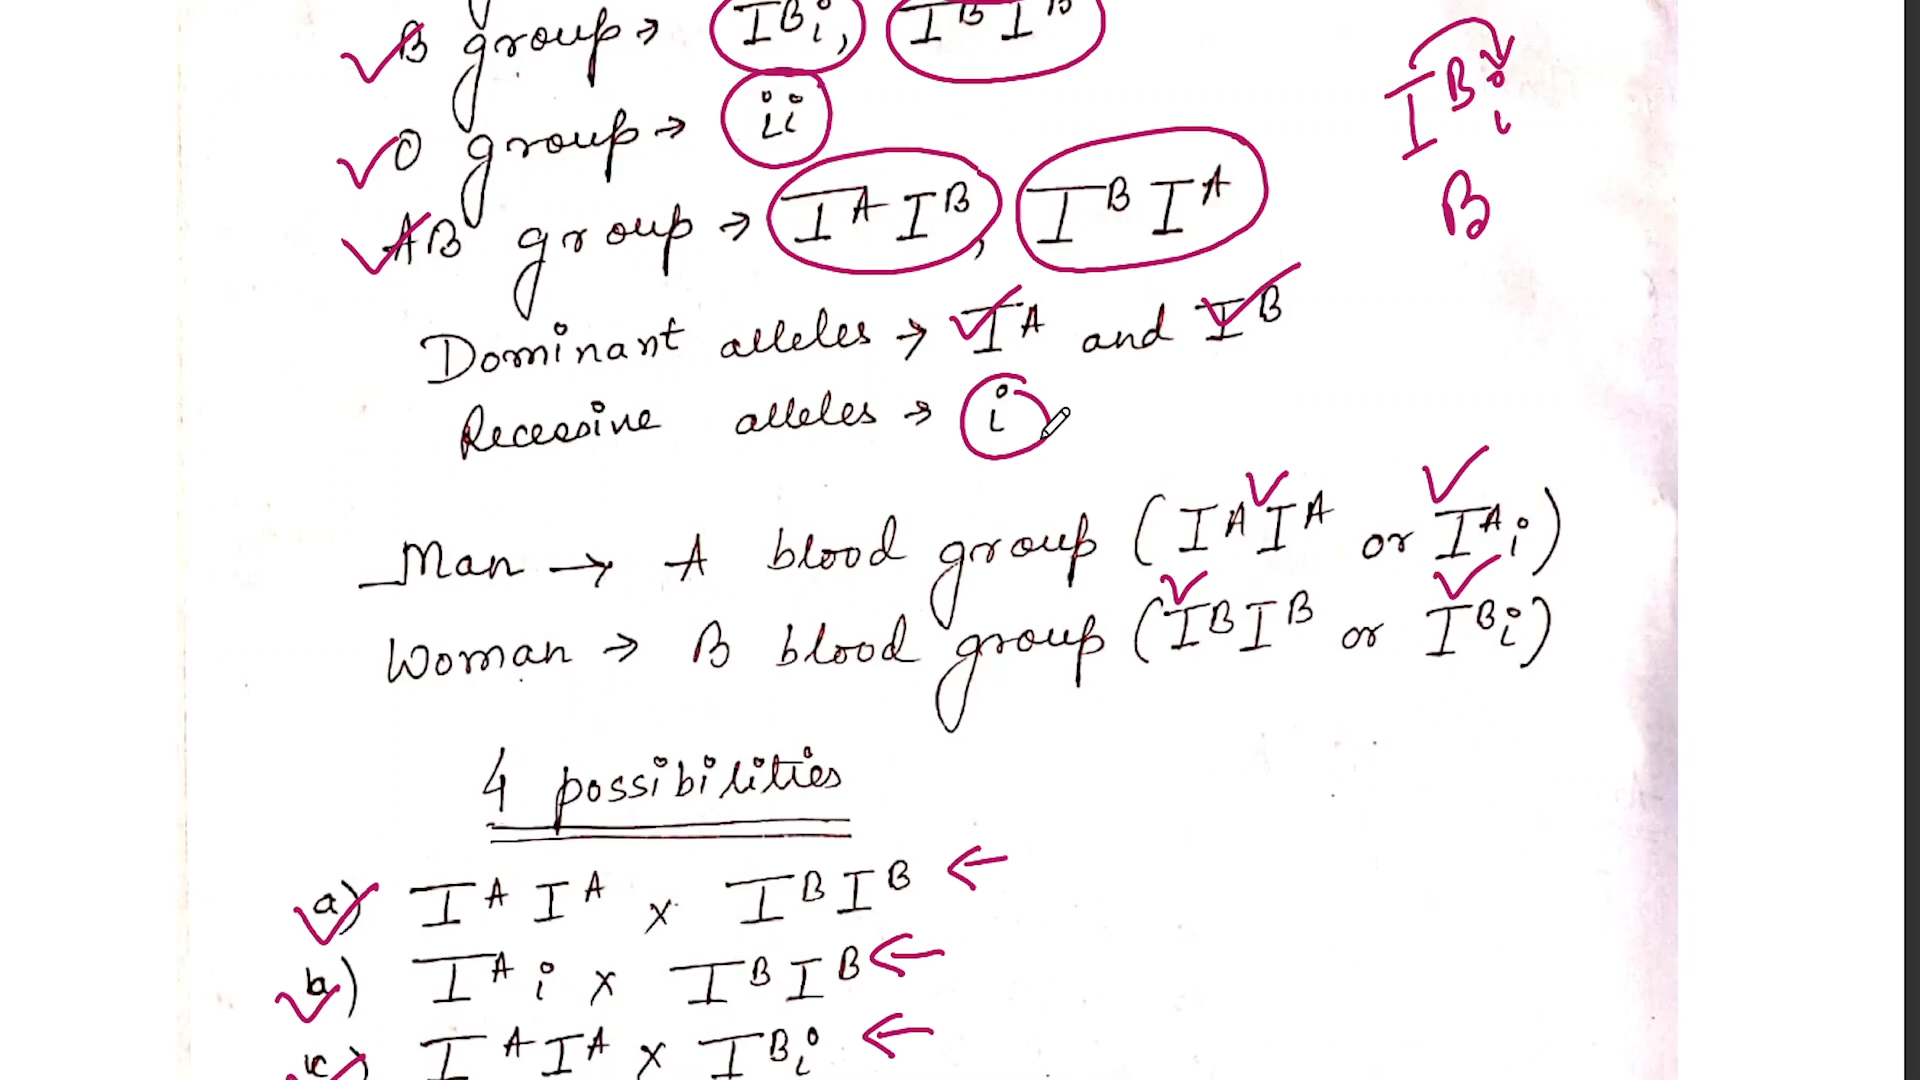 B group → Iᴮi, IᴮIᴮ
O group → ii
AB group → IᴬIᴮ, IᴮIᴬ
Iᴮi
B
Dominant alleles → Iᴬ and Iᴮ
Recessive alleles → i
Man → A blood group (IᴬIᴬ or Iᴬi)
Woman → B blood group (IᴮIᴮ or Iᴮi)
4 possibilities
a) IᴬIᴬ x IᴮIᴮ
b) Iᴬi x IᴮIᴮ
c) IᴬIᴬ x Iᴮi